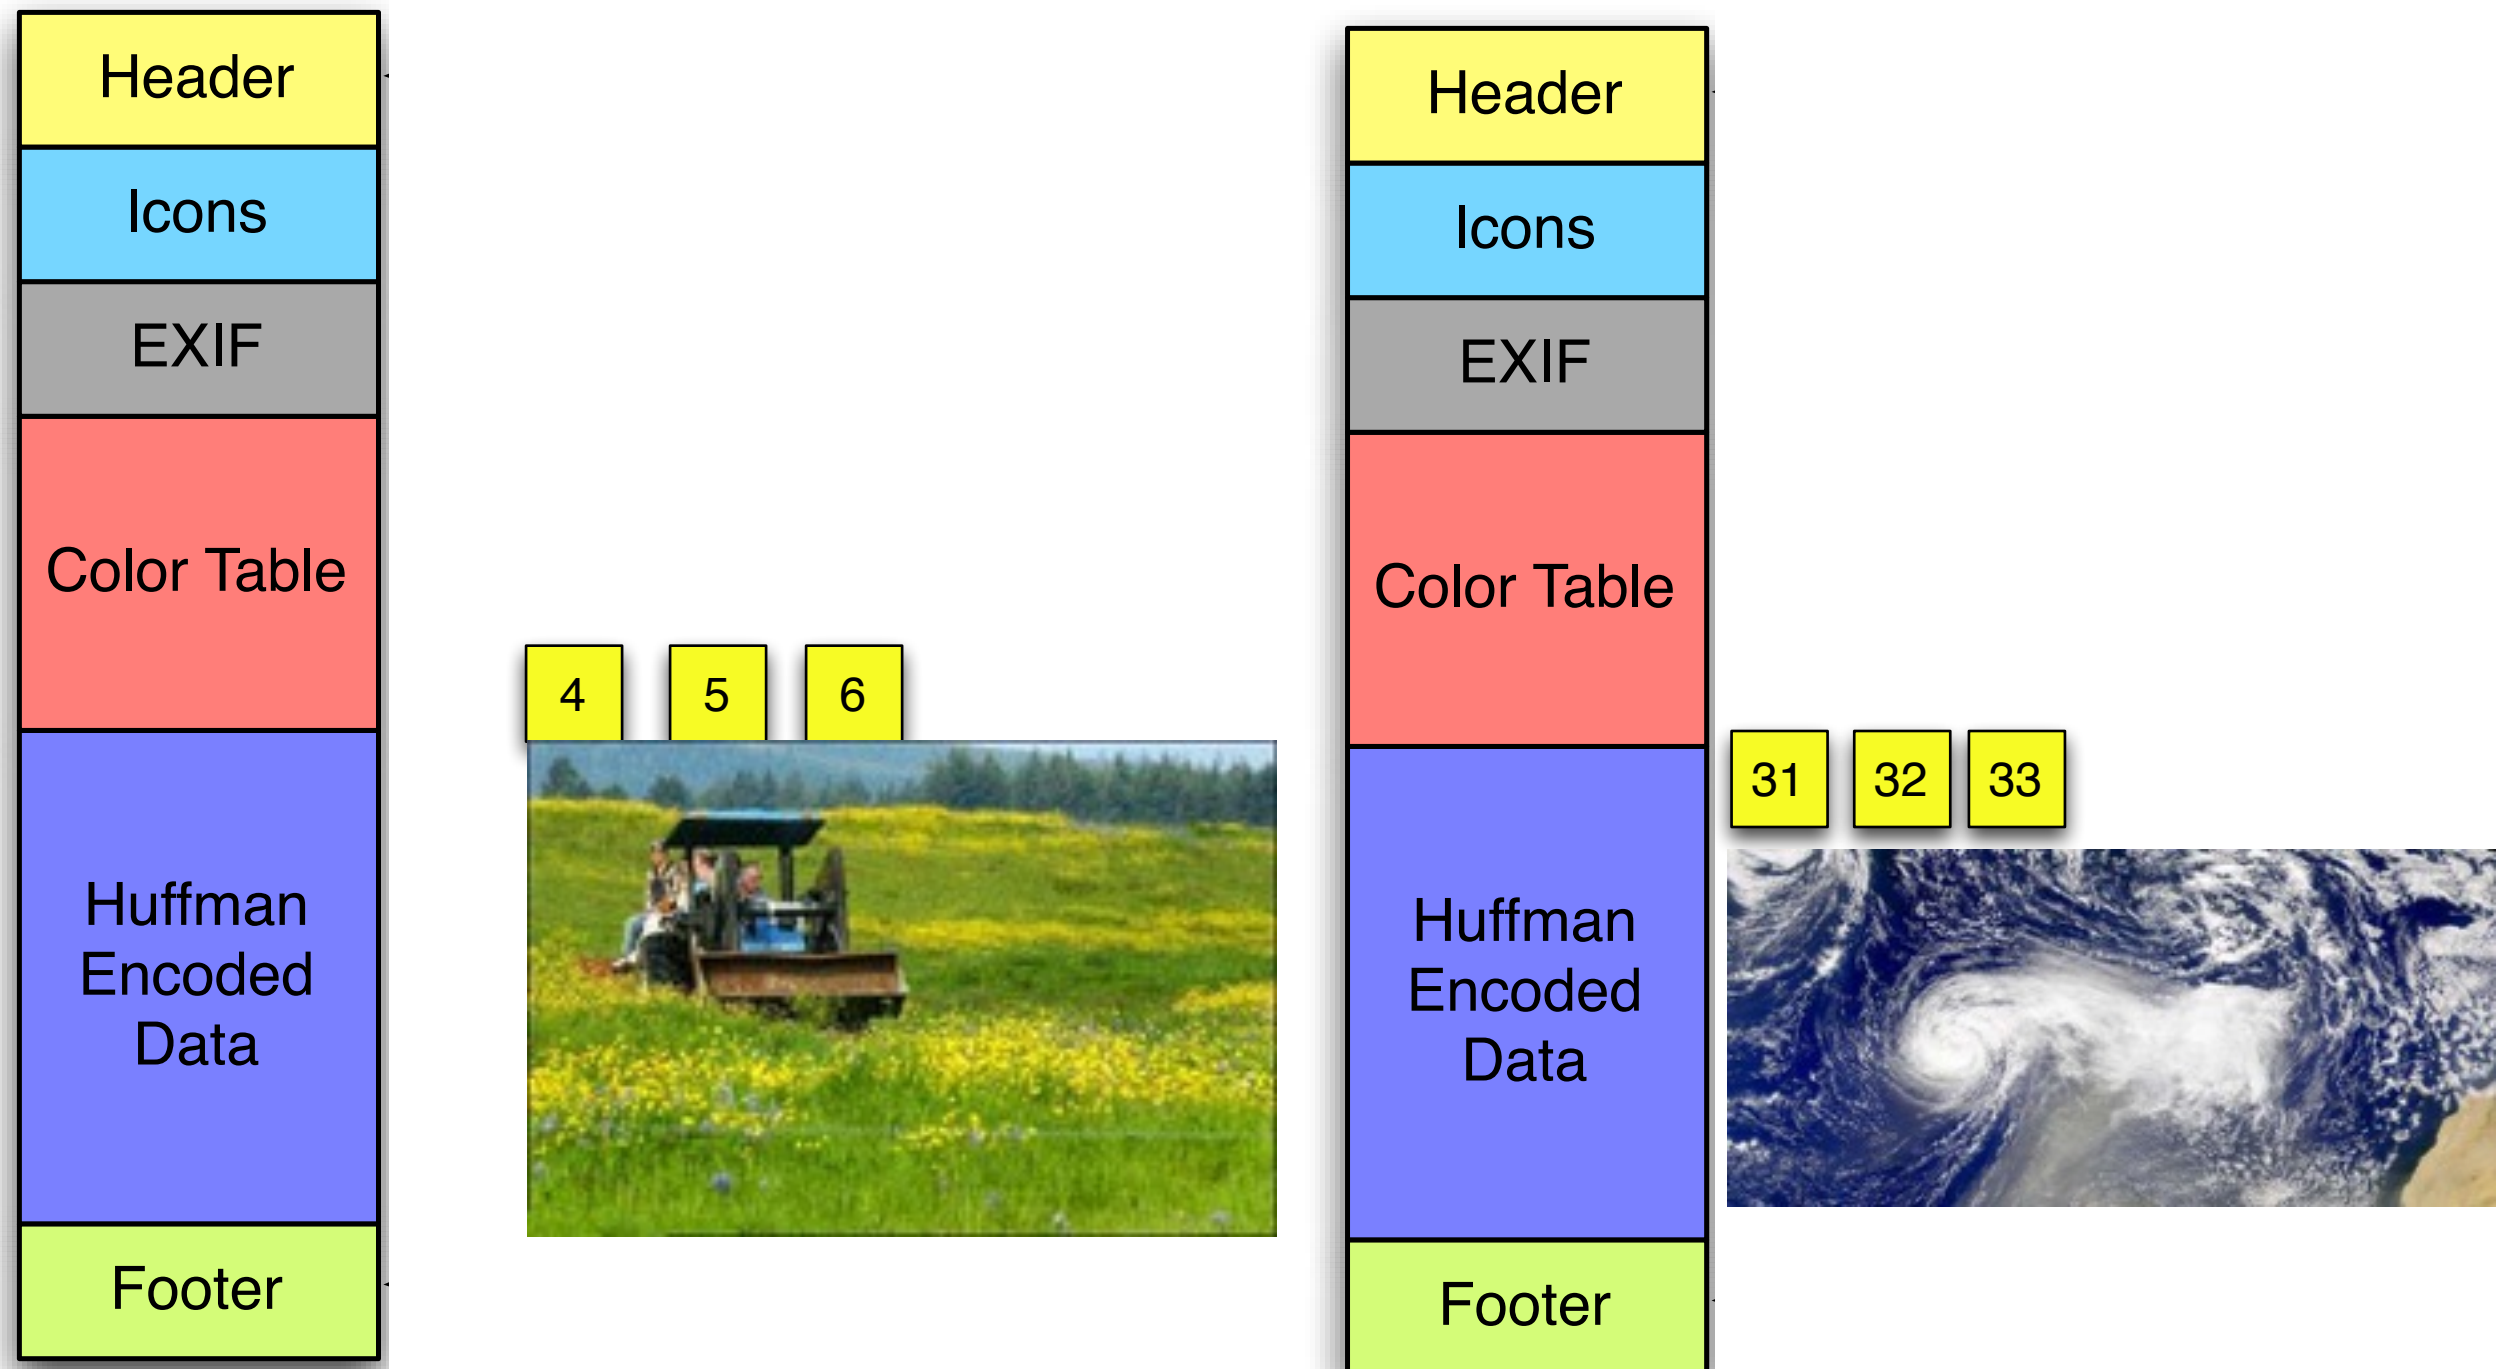 Header
Icons
EXIF
Color Table
Huffman
Encoded
Data
Footer
4 5 6
Header
Icons
EXIF
Color Table
Huffman
Encoded
Data
Footer
31 32 33